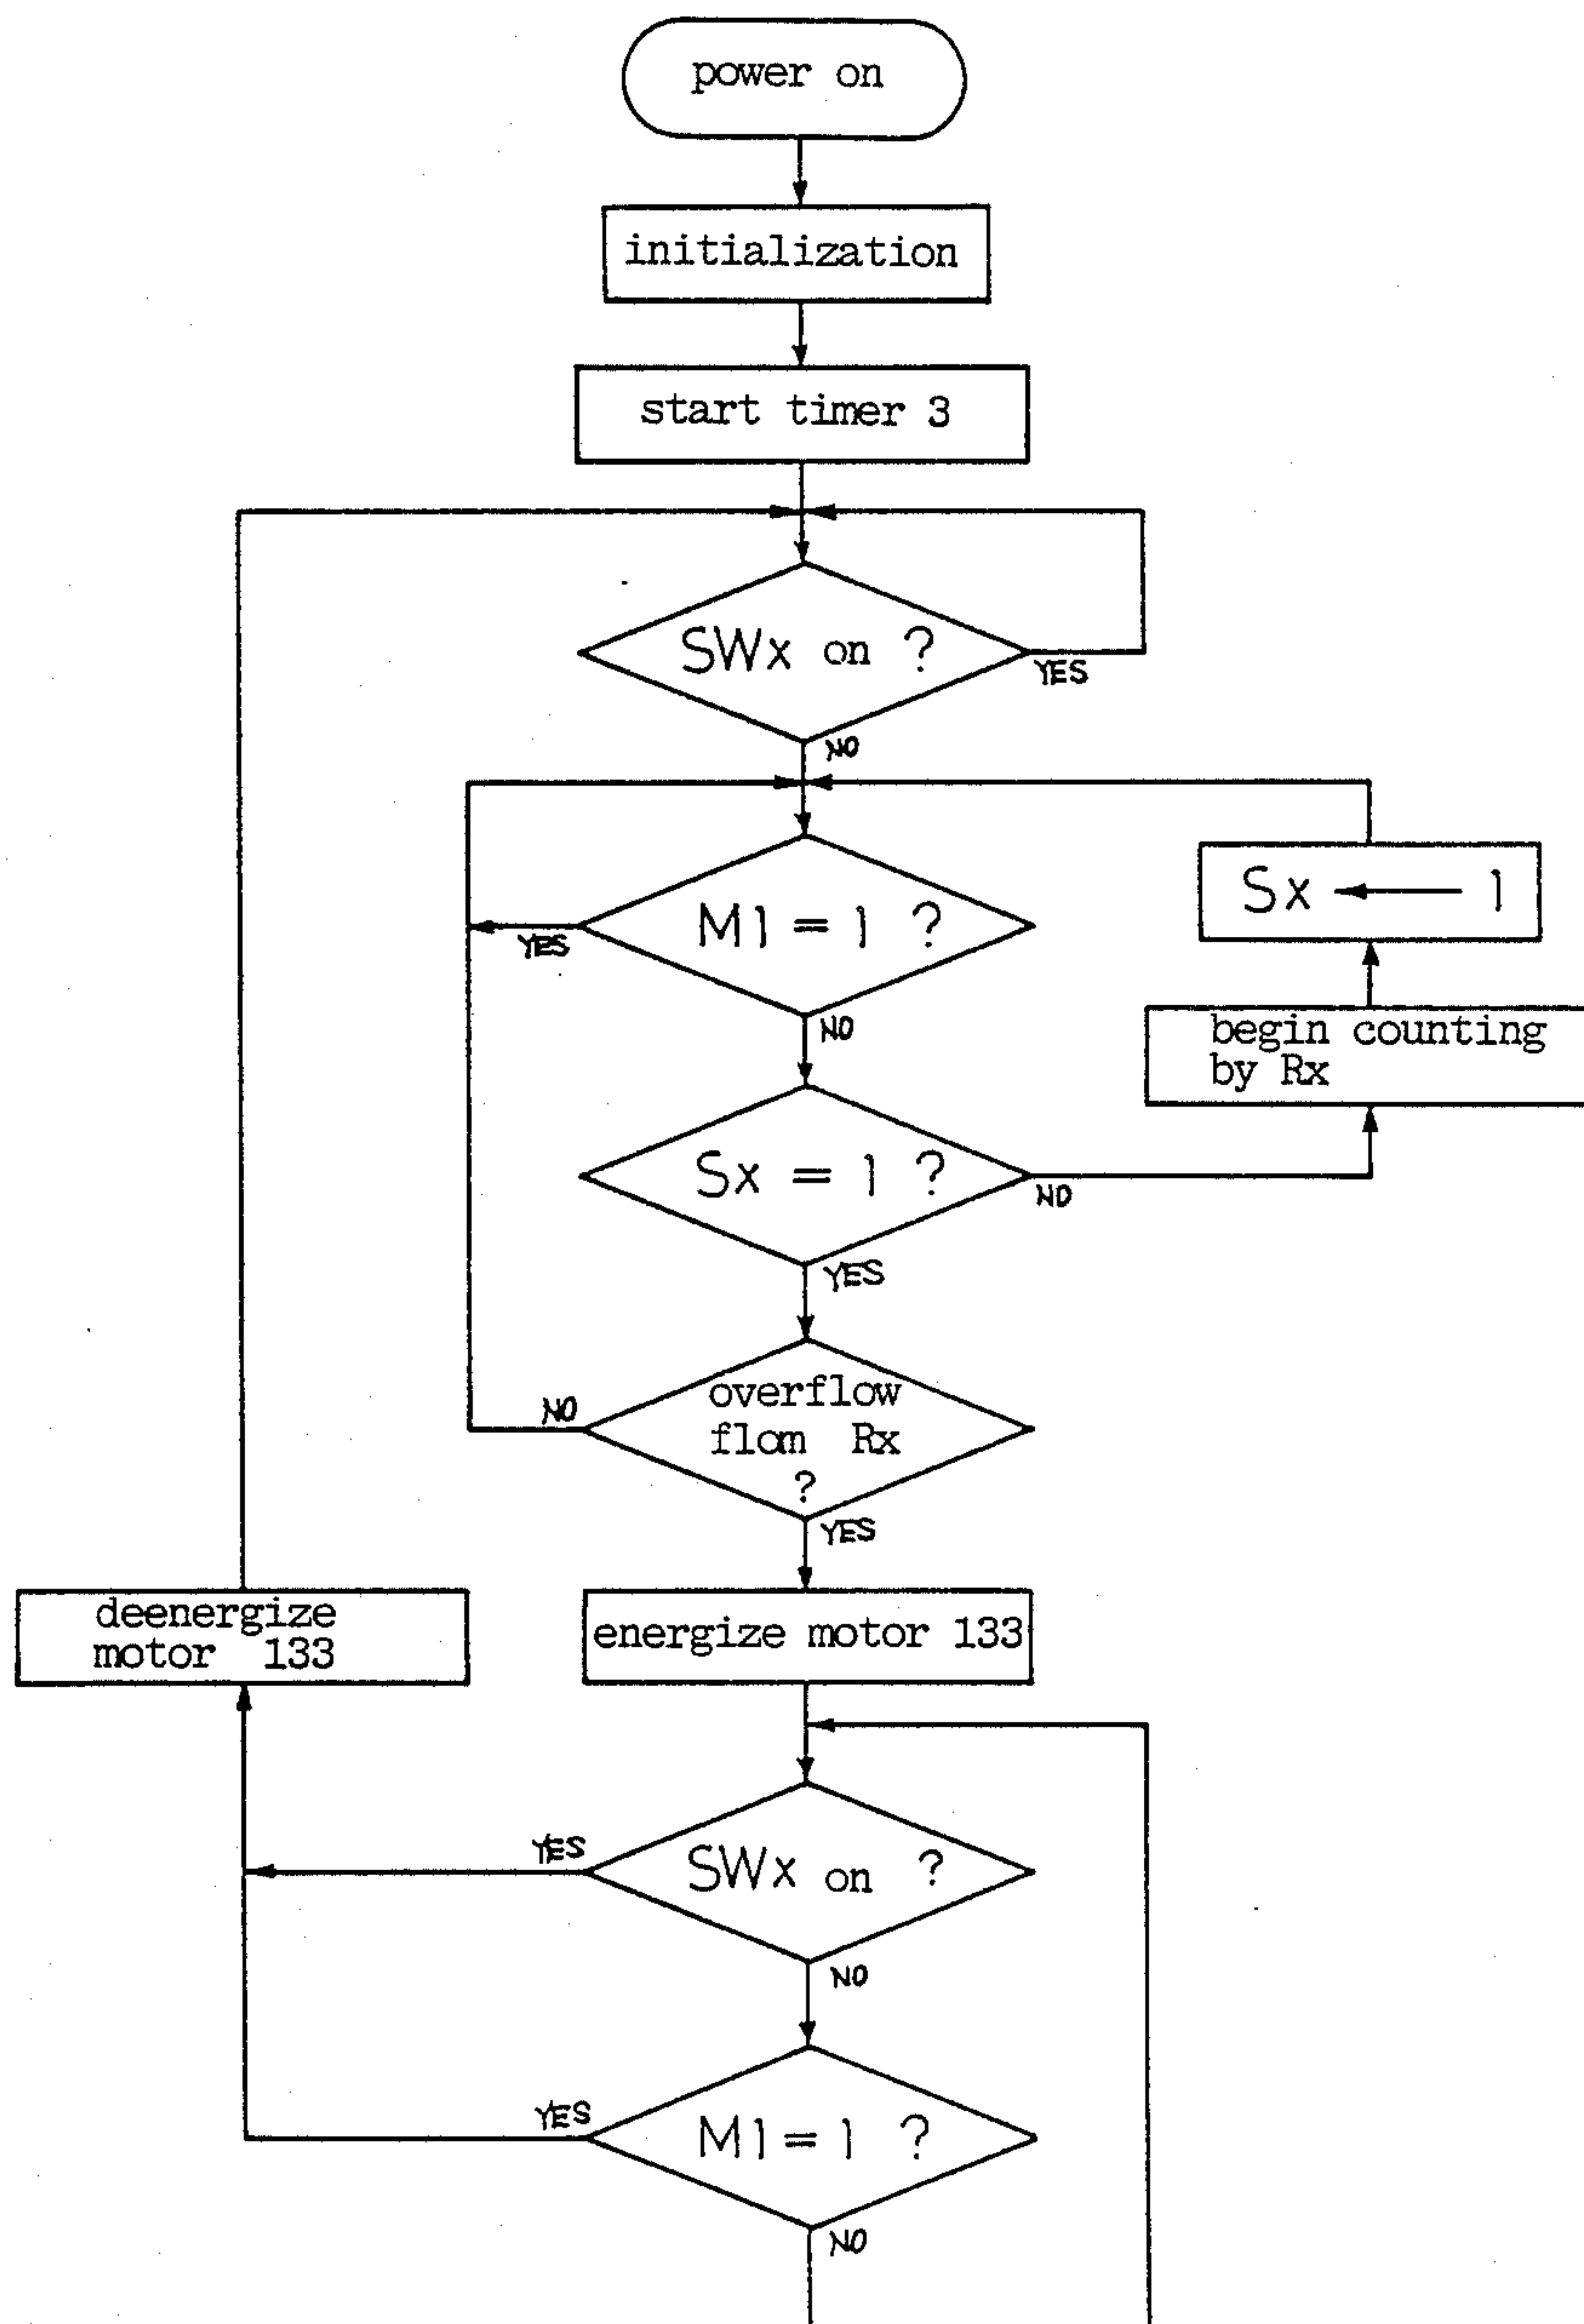 power on
initialization
start timer 3
SWx on ?
YES
NO
M1 = 1 ?
YES
NO
Sx ← 1
begin counting
by Rx
Sx = 1 ?
NO
YES
overflow
flom Rx
?
NO
YES
deenergize
motor 133
energize motor 133
SWx on ?
YES
NO
M1 = 1 ?
YES
NO